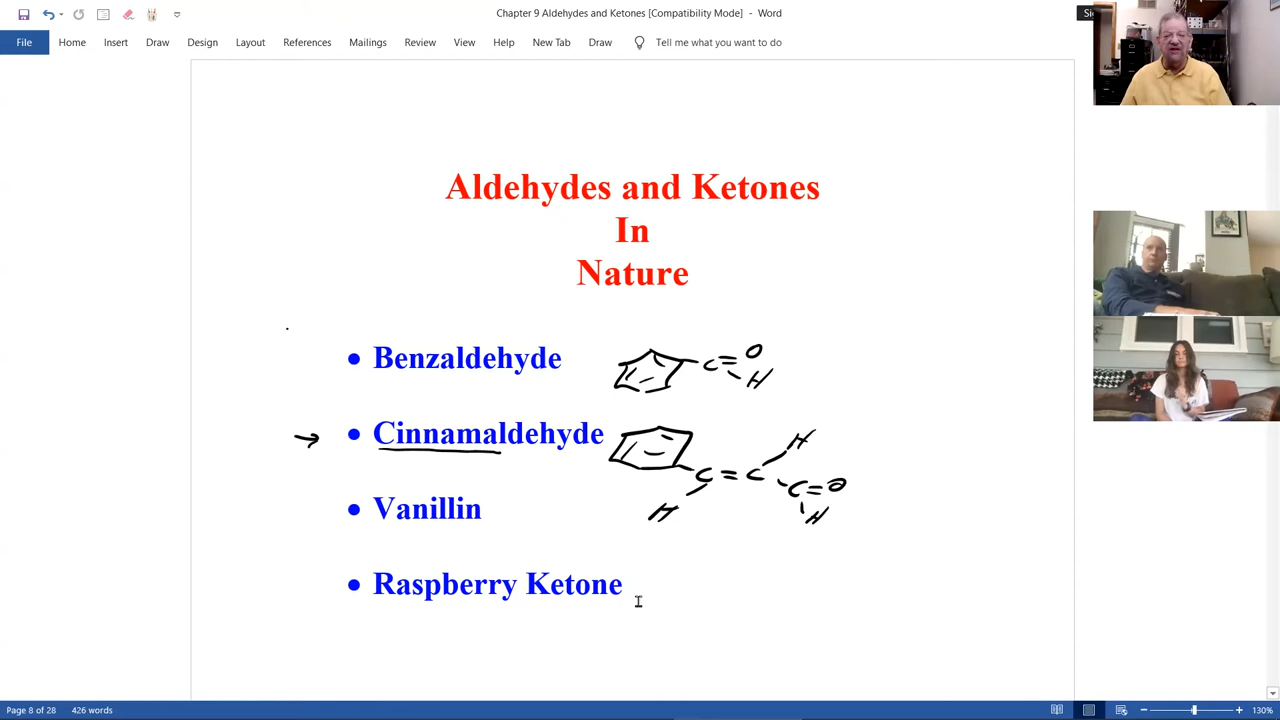 Chapter 9 Aldehydes and Ketones [Compatibility Mode] - Word
File Home Insert Draw Design Layout References Mailings Review View Help New Tab Draw Tell me what you want to do
Aldehydes and Ketones
In
Nature
• Benzaldehyde
C=O
H
• Cinnamaldehyde
H
C=C
C=O
H
H
• Vanillin
• Raspberry Ketone
Page 8 of 28 426 words 130%